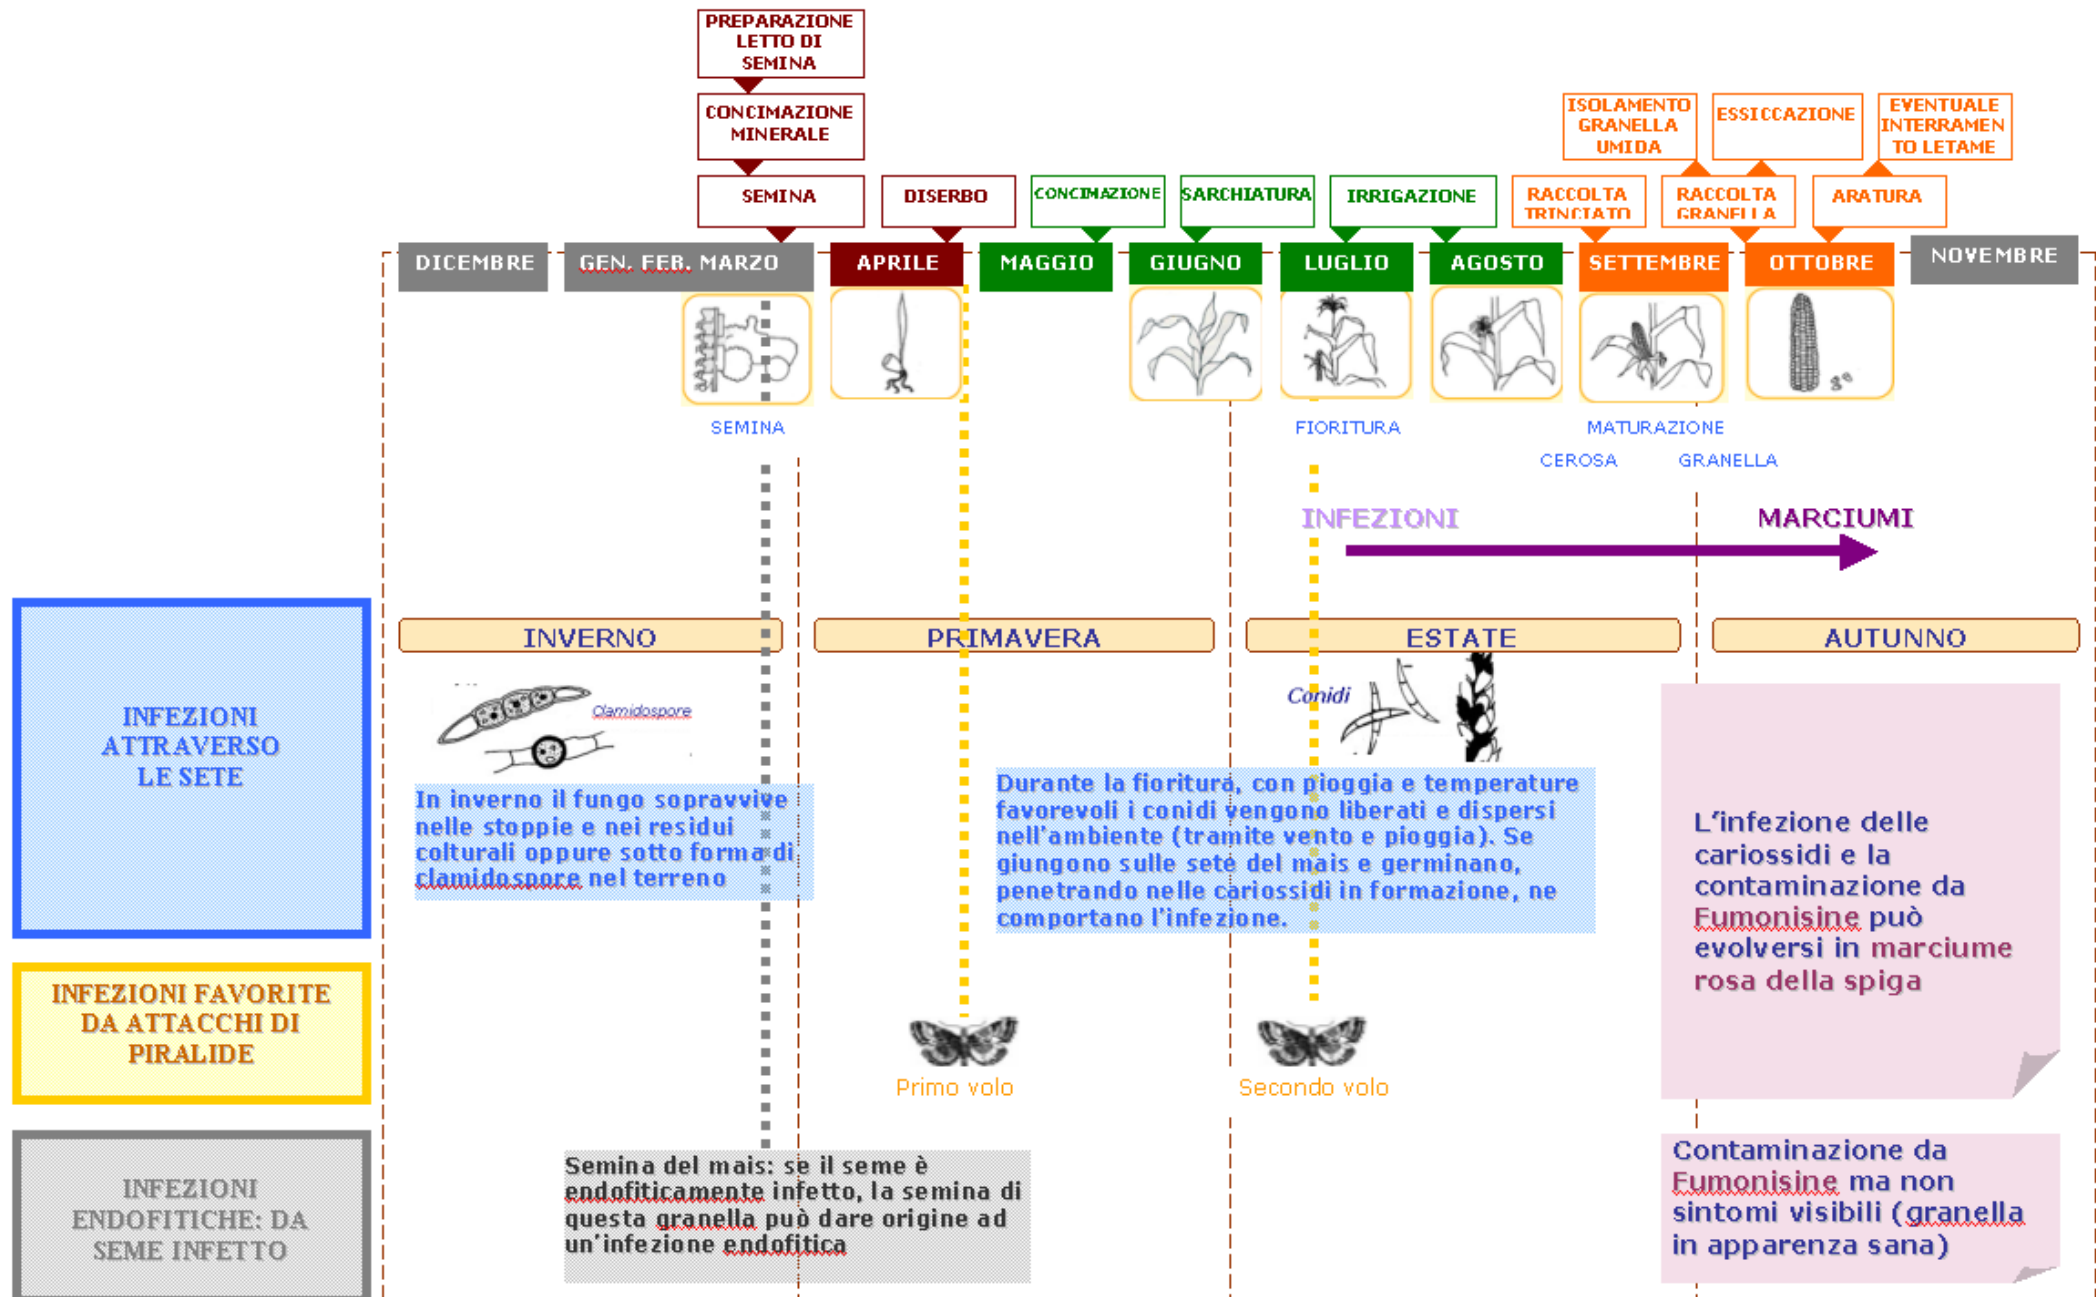 PREPARAZIONE
LETTO DI
SEMINA
CONCIMAZIONE
MINERALE
ISOLAMENTO
GRANELLA
UMIDA
ESSICCAZIONE
EVENTUALE
INTERRAMEN
TO LETAME
SEMINA
DISERBO
CONCIMAZIONE
SARCHIATURA
IRRIGAZIONE
RACCOLTA
TRINCIATO
RACCOLTA
GRANELLA
ARATURA
DICEMBRE
GEN. FEB. MARZO
APRILE
MAGGIO
GIUGNO
LUGLIO
AGOSTO
SETTEMBRE
OTTOBRE
NOVEMBRE
SEMINA
FIORITURA
MATURAZIONE
CEROSA
GRANELLA
INFEZIONI
MARCIUMI
INVERNO
PRIMAVERA
ESTATE
AUTUNNO
INFEZIONI
ATTRAVERSO
LE SETE
Clamidospore
In inverno il fungo sopravvive
nelle stoppie e nei residui
colturali oppure sotto forma di
clamidospore nel terreno
Conidi
Durante la fioritura, con pioggia e temperature
favorevoli i conidi vengono liberati e dispersi
nell'ambiente (tramite vento e pioggia). Se
giungono sulle sete del mais e germinano,
penetrando nelle cariossidi in formazione, ne
comportano l'infezione.
L'infezione delle
cariossidi e la
contaminazione da
Fumonisine può
evolversi in marciume
rosa della spiga
INFEZIONI FAVORITE
DA ATTACCHI DI
PIRALIDE
Primo volo
Secondo volo
INFEZIONI
ENDOFITICHE: DA
SEME INFETTO
Semina del mais: se il seme è
endofiticamente infetto, la semina di
questa granella può dare origine ad
un'infezione endofitica
Contaminazione da
Fumonisine ma non
sintomi visibili (granella
in apparenza sana)